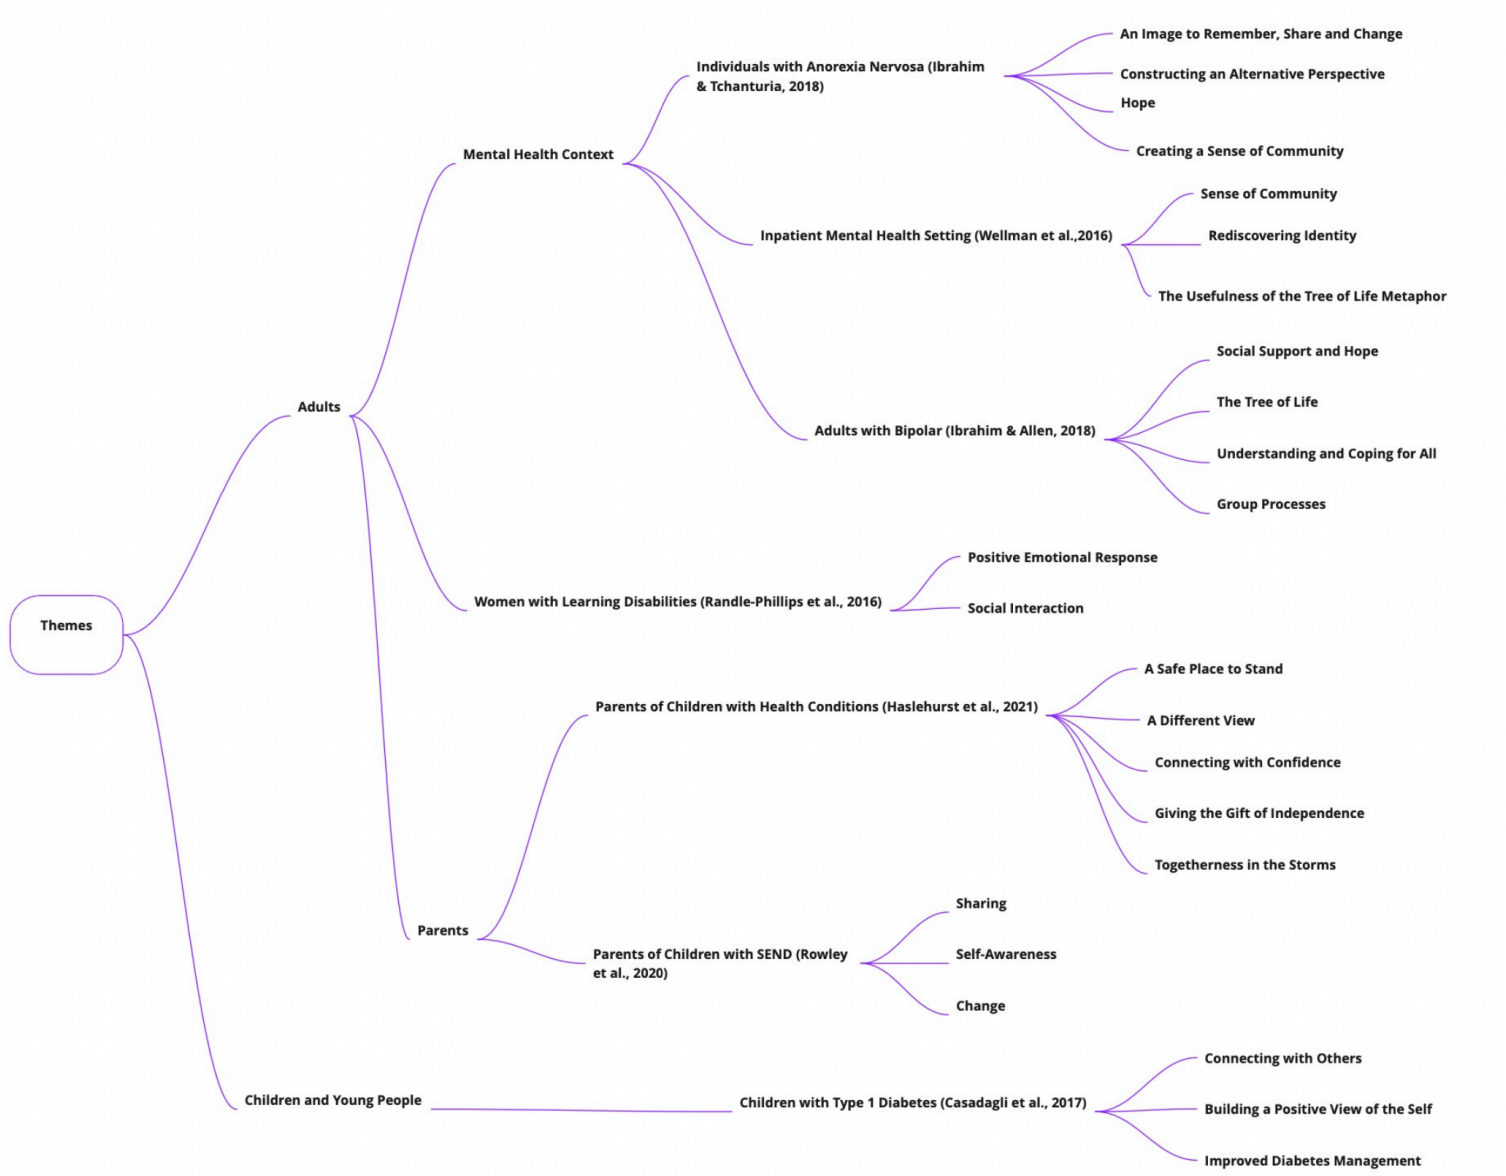 An Image to Remember, Share and Change
Individuals with Anorexia Nervosa (Ibrahim
& Tchanturia, 2018)
Constructing an Alternative Perspective
Hope
Creating a Sense of Community
Mental Health Context
Sense of Community
Inpatient Mental Health Setting (Wellman et al.,2016)
Rediscovering Identity
The Usefulness of the Tree of Life Metaphor
Social Support and Hope
Adults
The Tree of Life
Adults with Bipolar (Ibrahim & Allen, 2018)
Understanding and Coping for All
Group Processes
Positive Emotional Response
Women with Learning Disabilities (Randle-Phillips et al., 2016)
Social Interaction
Themes
A Safe Place to Stand
Parents of Children with Health Conditions (Haslehurst et al., 2021)
A Different View
Connecting with Confidence
Giving the Gift of Independence
Togetherness in the Storms
Sharing
Parents
Parents of Children with SEND (Rowley
et al., 2020)
Self-Awareness
Change
Connecting with Others
Children and Young People
Children with Type 1 Diabetes (Casadagli et al., 2017)
Building a Positive View of the Self
Improved Diabetes Management